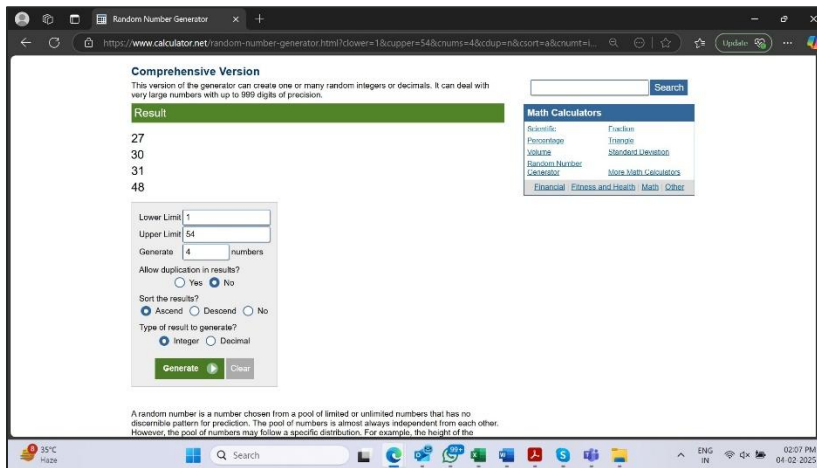 Random Number Generator
https://www.calculator.net/random-number-generator.html?clower=1&cupper=54&cnums=4&cdup=n&csort=a&cnumt=i...
Update
Comprehensive Version
This version of the generator can create one or many random integers or decimals. It can deal with
very large numbers with up to 999 digits of precision.
Result
27
30
31
48
Lower Limit 1
Upper Limit 54
Generate 4 numbers
Allow duplication in results?
Yes No
Sort the results?
Ascend Descend No
Type of result to generate?
Integer Decimal
Generate Clear
A random number is a number chosen from a pool of limited or unlimited numbers that has no
discernible pattern for prediction. The pool of numbers is almost always independent from each other.
However, the pool of numbers may follow a specific distribution. For example, the height of the
Search
Math Calculators
Scientific Fraction
Percentage Triangle
Volume Standard Deviation
Random Number
Generator More Math Calculators
Financial Fitness and Health Math Other
35°C
Haze
Search
99+
ENG
IN
02:07 PM
04-02-2025